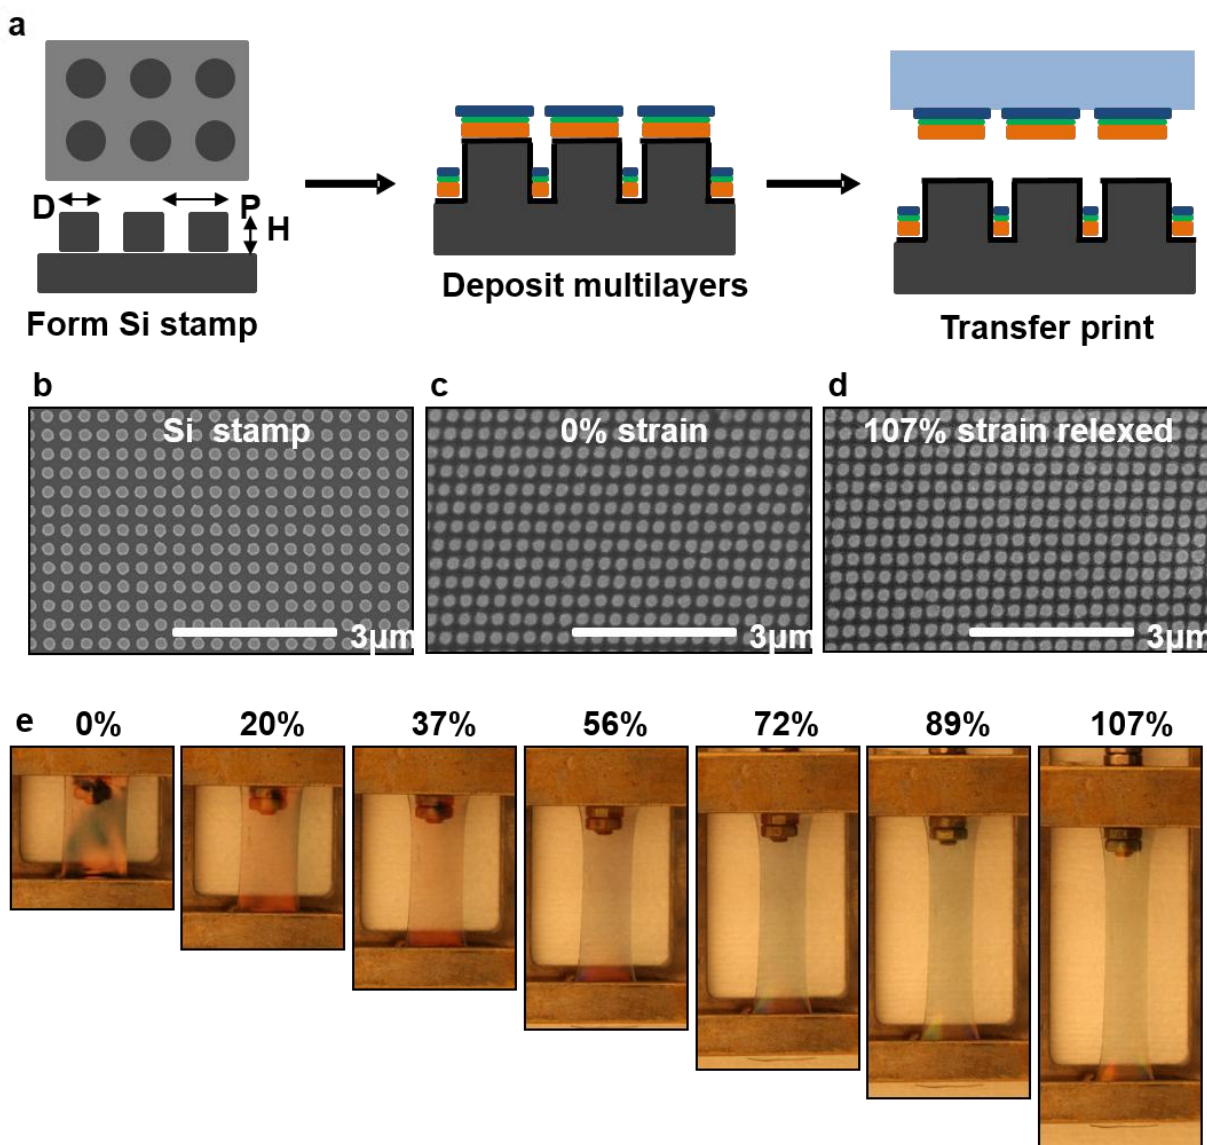 a
D
P
H
Form Si stamp
Deposit multilayers
Transfer print
b
c
d
Si stamp
0% strain
107% strain relexed
3μm
3μm
3μm
e
0%
20%
37%
56%
72%
89%
107%